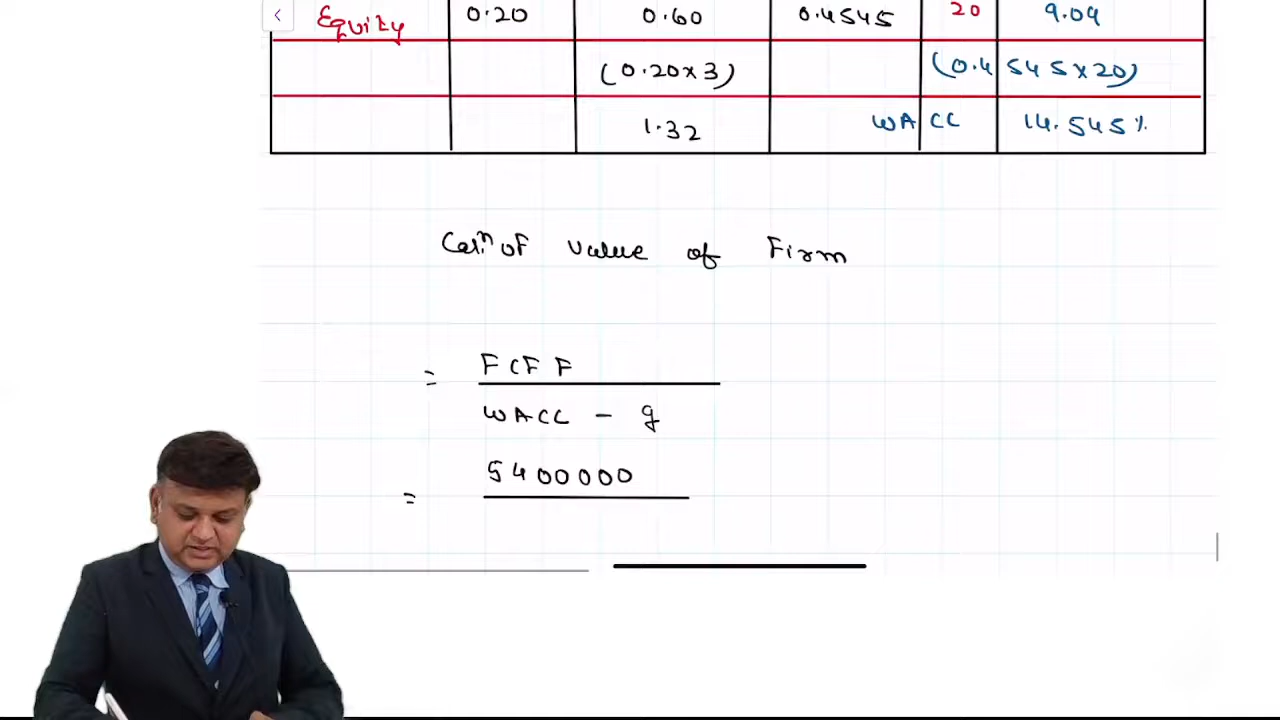 Equity 0.20 0.60 0.4545 20 9.09
(0.20x3) (0.4545x20)
1.32 WACC 14.545%
Caln of Value of Firm
= FCFF
WACC - g
= 5400000